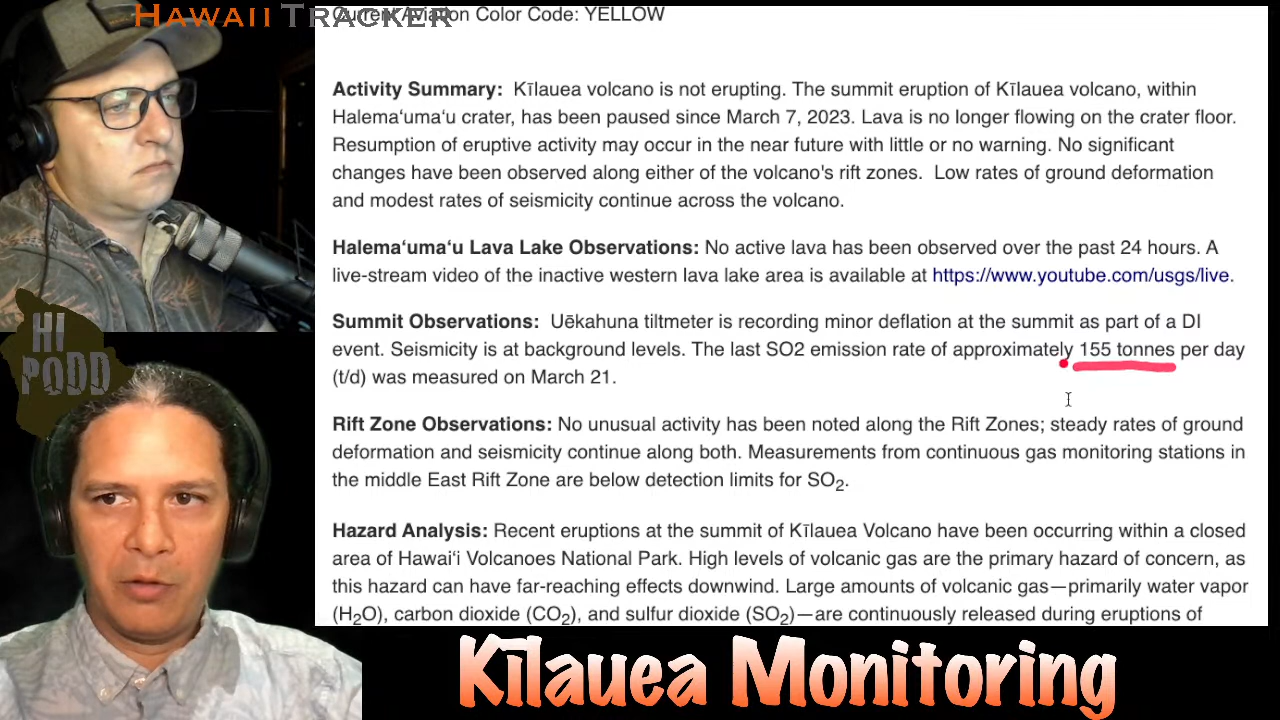 HAWAII TRACKER
Current Aviation Color Code: YELLOW
Activity Summary: Kīlauea volcano is not erupting. The summit eruption of Kīlauea volcano, within
Halemaʻumaʻu crater, has been paused since March 7, 2023. Lava is no longer flowing on the crater floor.
Resumption of eruptive activity may occur in the near future with little or no warning. No significant
changes have been observed along either of the volcano's rift zones. Low rates of ground deformation
and modest rates of seismicity continue across the volcano.
Halemaʻumaʻu Lava Lake Observations: No active lava has been observed over the past 24 hours. A
live-stream video of the inactive western lava lake area is available at https://www.youtube.com/usgs/live.
Summit Observations: Uēkahuna tiltmeter is recording minor deflation at the summit as part of a DI
event. Seismicity is at background levels. The last SO2 emission rate of approximately 155 tonnes per day
(t/d) was measured on March 21.
HI
PODD
Rift Zone Observations: No unusual activity has been noted along the Rift Zones; steady rates of ground
deformation and seismicity continue along both. Measurements from continuous gas monitoring stations in
the middle East Rift Zone are below detection limits for SO₂.
Hazard Analysis: Recent eruptions at the summit of Kīlauea Volcano have been occurring within a closed
area of Hawaiʻi Volcanoes National Park. High levels of volcanic gas are the primary hazard of concern, as
this hazard can have far-reaching effects downwind. Large amounts of volcanic gas—primarily water vapor
(H₂O), carbon dioxide (CO₂), and sulfur dioxide (SO₂)—are continuously released during eruptions of
Kīlauea Monitoring